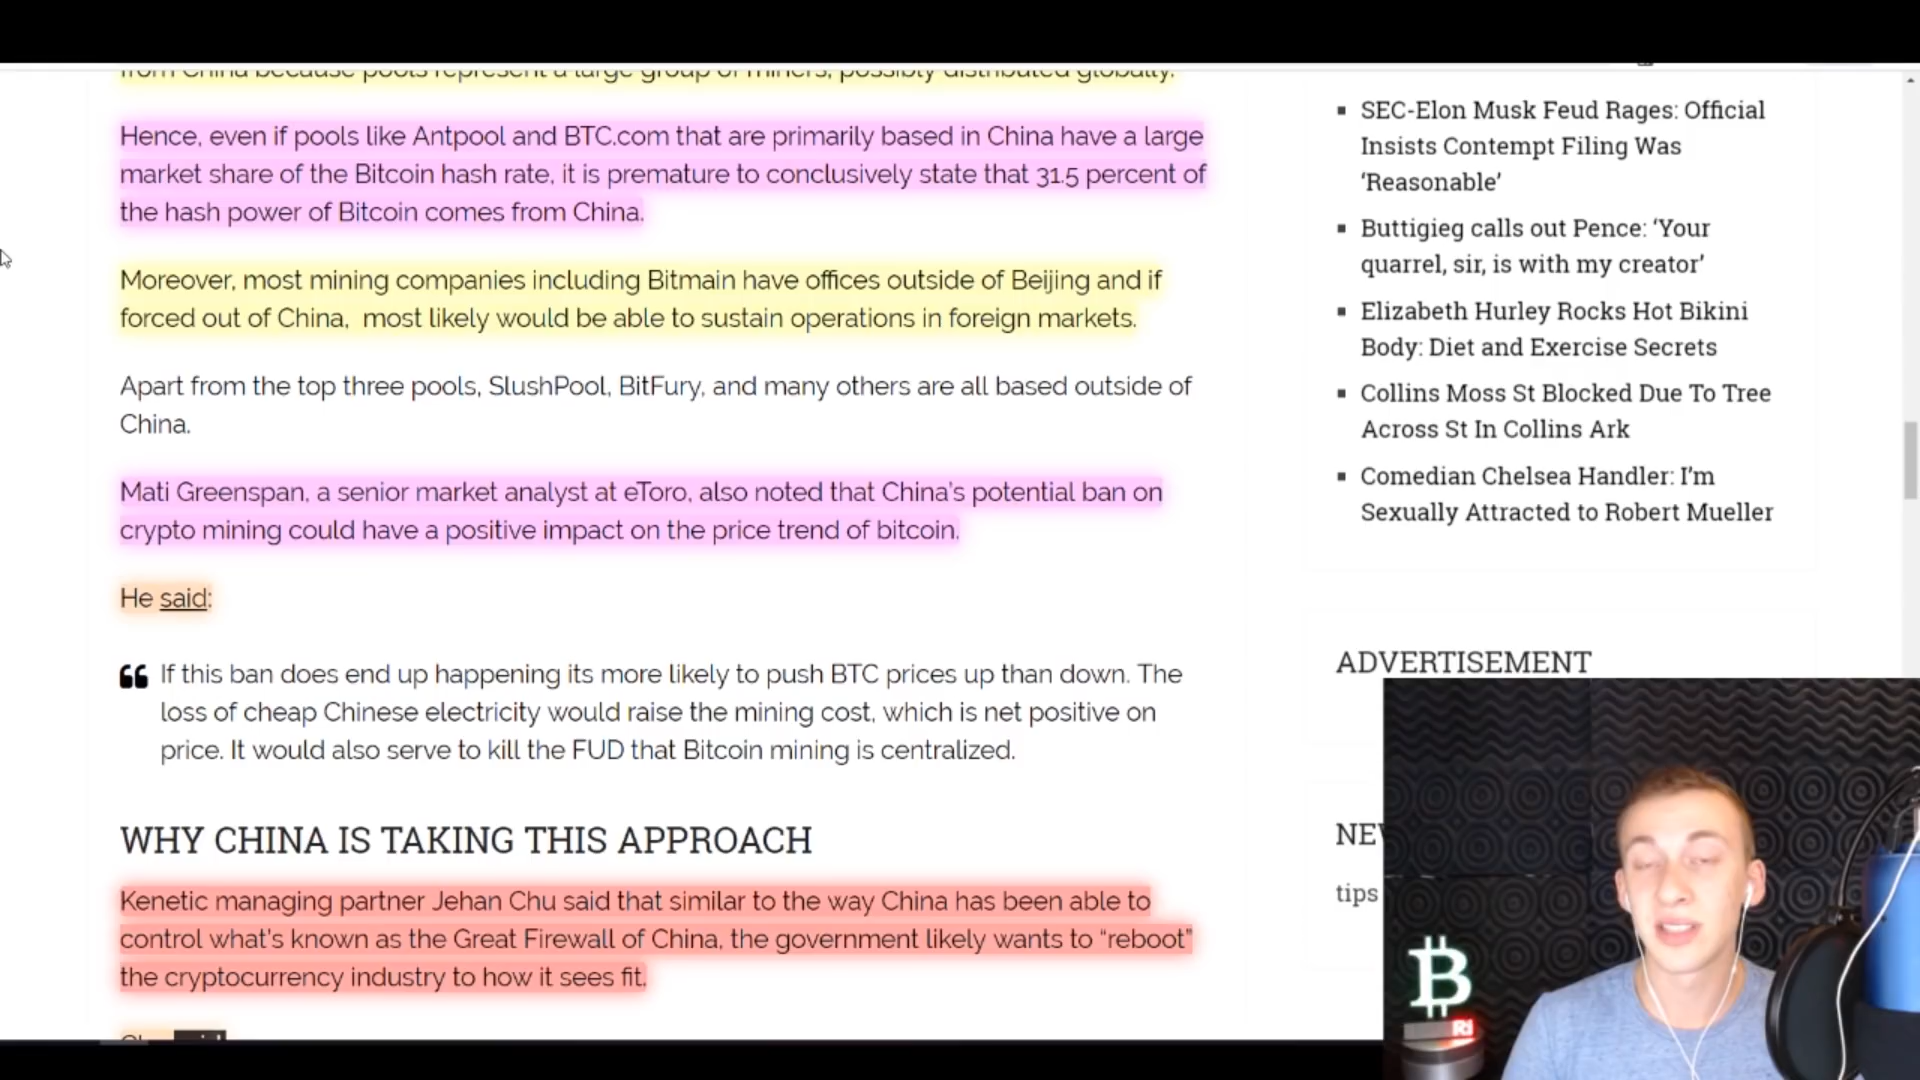 from China because pools represent a large group of miners, possibly distributed globally.
Hence, even if pools like Antpool and BTC.com that are primarily based in China have a large
market share of the Bitcoin hash rate, it is premature to conclusively state that 31.5 percent of
the hash power of Bitcoin comes from China.
Moreover, most mining companies including Bitmain have offices outside of Beijing and if
forced out of China,  most likely would be able to sustain operations in foreign markets.
Apart from the top three pools, SlushPool, BitFury, and many others are all based outside of
China.
Mati Greenspan, a senior market analyst at eToro, also noted that China's potential ban on
crypto mining could have a positive impact on the price trend of bitcoin.
He said:
If this ban does end up happening its more likely to push BTC prices up than down. The
loss of cheap Chinese electricity would raise the mining cost, which is net positive on
price. It would also serve to kill the FUD that Bitcoin mining is centralized.
WHY CHINA IS TAKING THIS APPROACH
Kenetic managing partner Jehan Chu said that similar to the way China has been able to
control what's known as the Great Firewall of China, the government likely wants to “reboot”
the cryptocurrency industry to how it sees fit.
SEC-Elon Musk Feud Rages: Official
Insists Contempt Filing Was
‘Reasonable’
Buttigieg calls out Pence: ‘Your
quarrel, sir, is with my creator’
Elizabeth Hurley Rocks Hot Bikini
Body: Diet and Exercise Secrets
Collins Moss St Blocked Due To Tree
Across St In Collins Ark
Comedian Chelsea Handler: I'm
Sexually Attracted to Robert Mueller
ADVERTISEMENT
tips